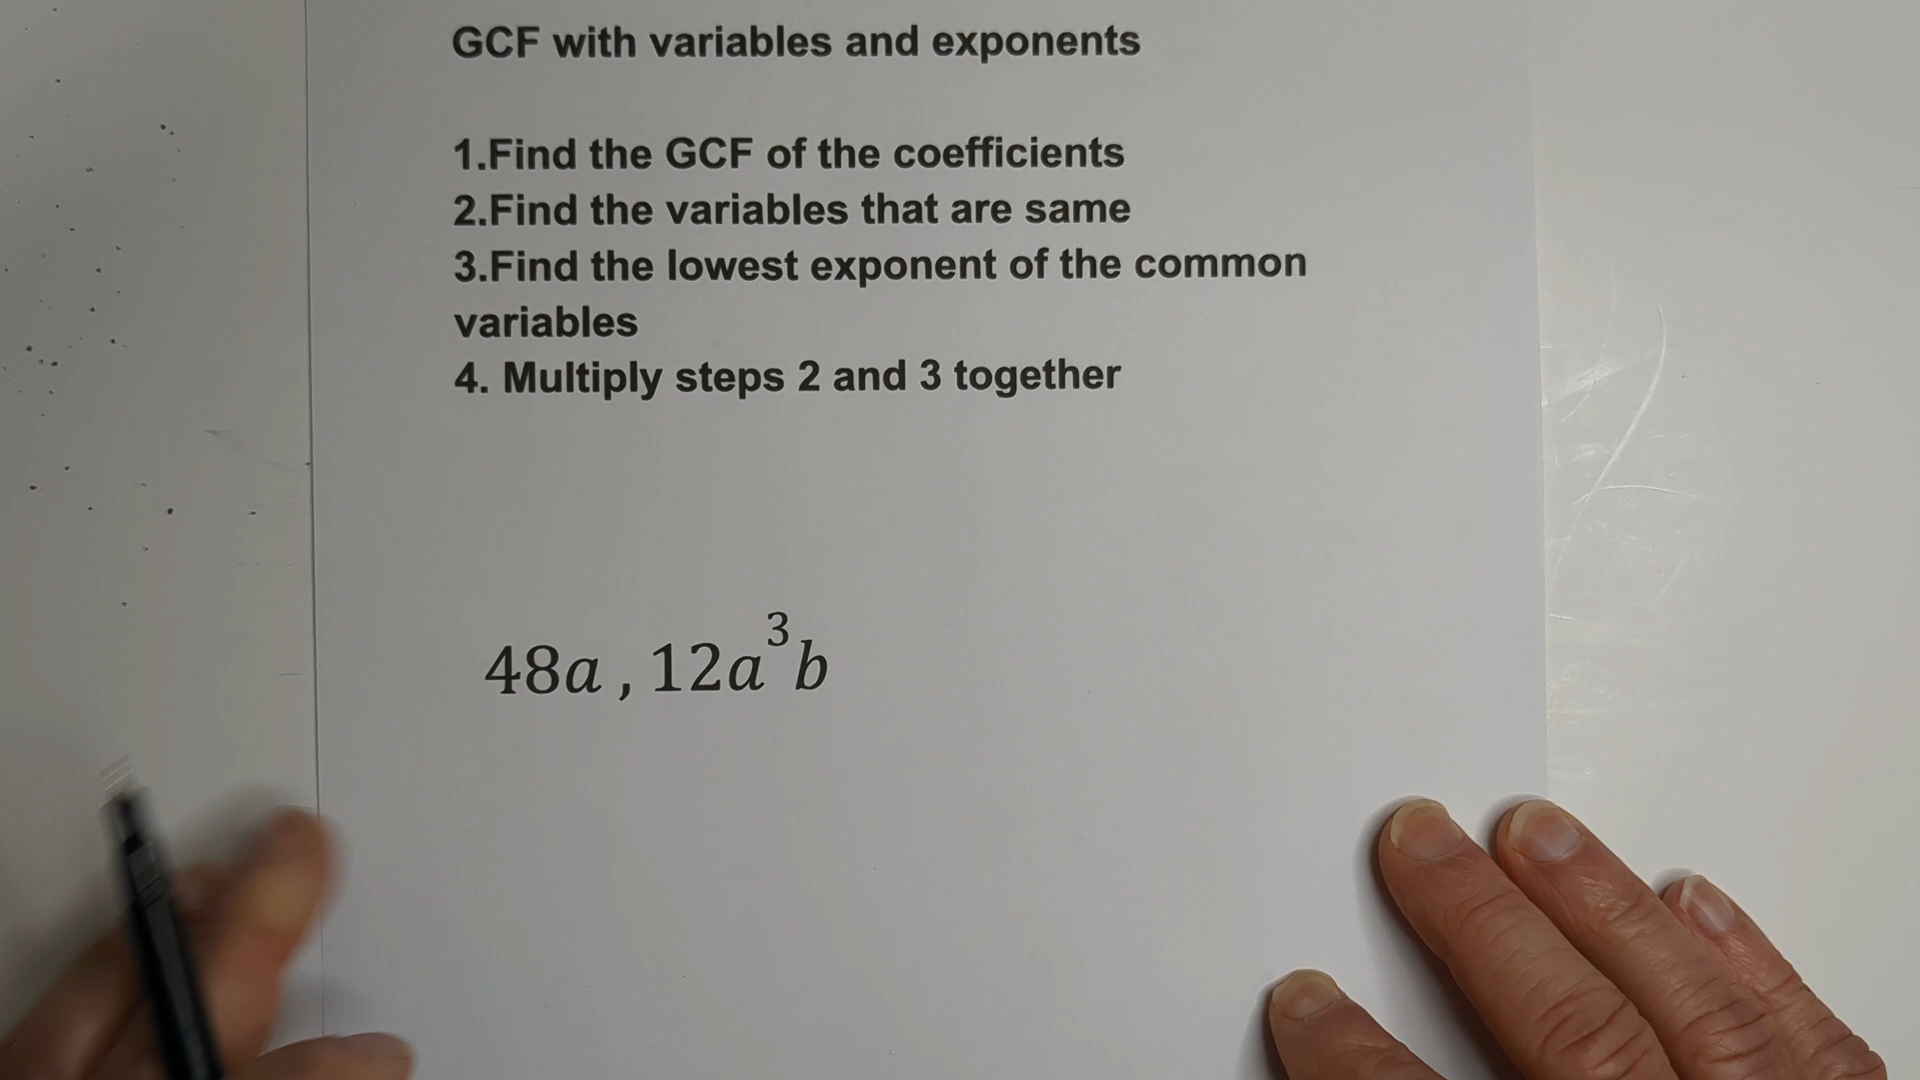 GCF with variables and exponents
1.Find the GCF of the coefficients
2.Find the variables that are same
3.Find the lowest exponent of the common
variables
4. Multiply steps 2 and 3 together
48a , 12a³b